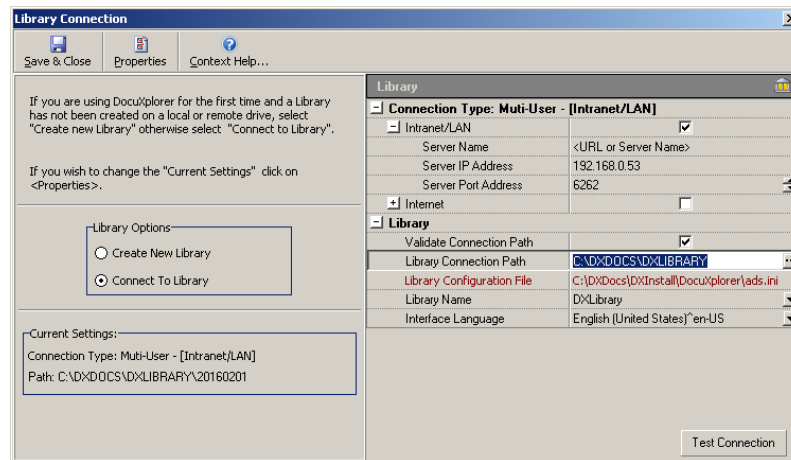 Library Connection
Save & Close
Properties
Context Help...
If you are using DocuXplorer for the first time and a Library
has not been created on a local or remote drive, select
"Create new Library" otherwise select "Connect to Library".
If you wish to change the "Current Settings" click on
<Properties>.
Library Options
Create New Library
Connect To Library
Current Settings:
Connection Type: Muti-User - [Intranet/LAN]
Path: C:\DXDOCS\DXLIBRARY\20160201
Library
Connection Type: Muti-User - [Intranet/LAN]
Intranet/LAN
Server Name <URL or Server Name>
Server IP Address 192.168.0.53
Server Port Address 6262
Internet
Library
Validate Connection Path
Library Connection Path C:\DXDOCS\DXLIBRARY
Library Configuration File C:\DXDocs\DXInstall\DocuXplorer\ads.ini
Library Name DXLibrary
Interface Language English (United States)^en-US
Test Connection